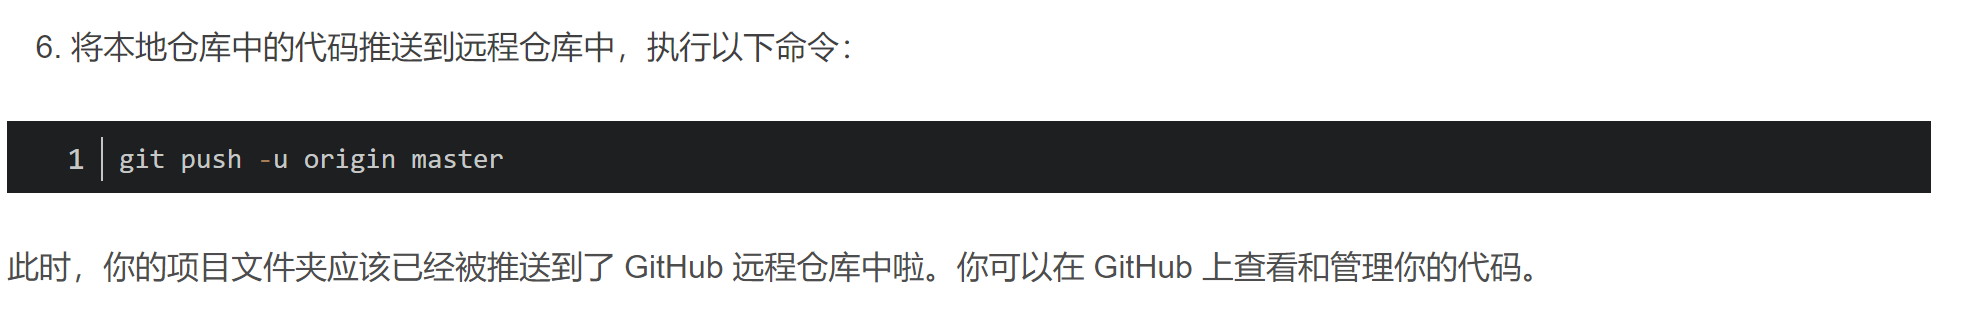 6. 将本地仓库中的代码推送到远程仓库中，执行以下命令：
1 git push -u origin master
此时，你的项目文件夹应该已经被推送到了 GitHub 远程仓库中啦。你可以在 GitHub 上查看和管理你的代码。